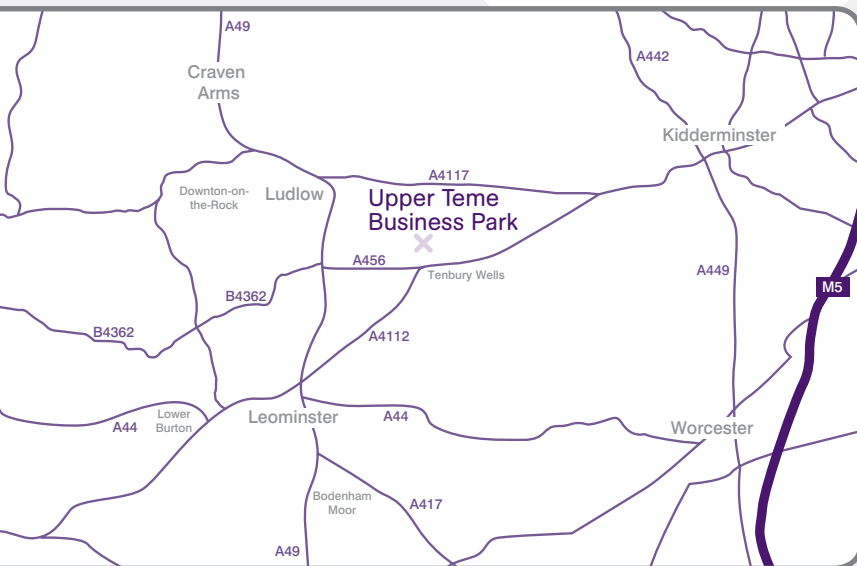 A49
A442
Craven
Arms
Kidderminster
A4117
Downton-on-
the-Rock
Ludlow
Upper Teme
Business Park
A456
Tenbury Wells
A449
M5
B4362
B4362
A4112
A44
Lower
Burton
Leominster
A44
Worcester
Bodenham
Moor
A417
A49